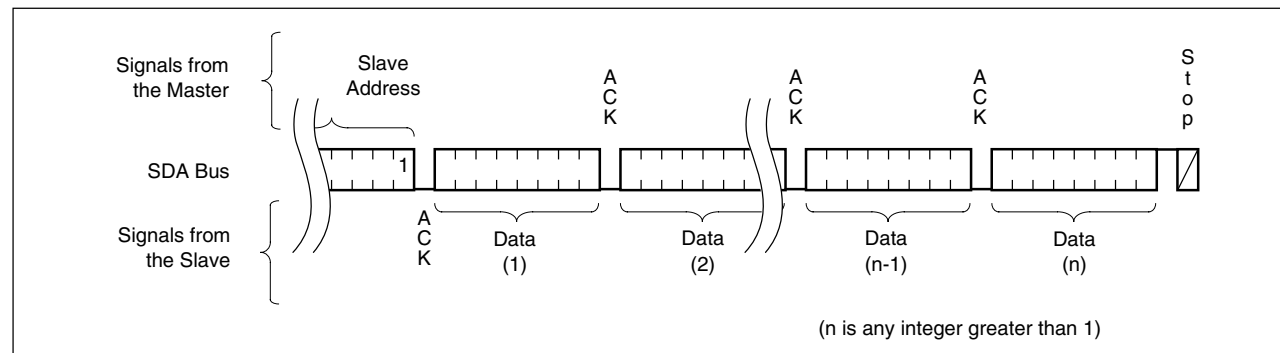 Signals from
the Master
Slave
Address
A
C
K
A
C
K
A
C
K
S
t
o
p
SDA Bus
1
Signals from
the Slave
A
C
K
Data
(1)
Data
(2)
Data
(n-1)
Data
(n)
(n is any integer greater than 1)